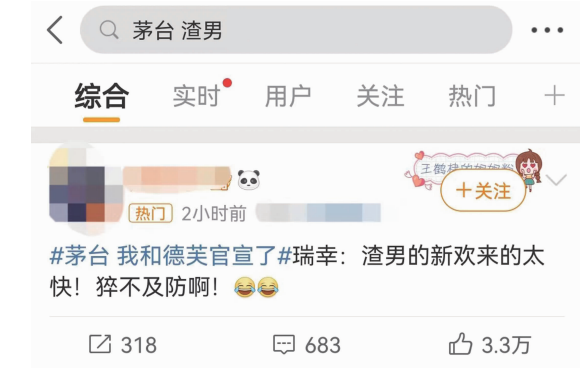 茅台 渣男
综合 实时 用户 关注 热门
热门 2小时前
+关注
#茅台 我和德芙官宣了#瑞幸：渣男的新欢来的太
快！猝不及防啊！😂😂
318 683 3.3万